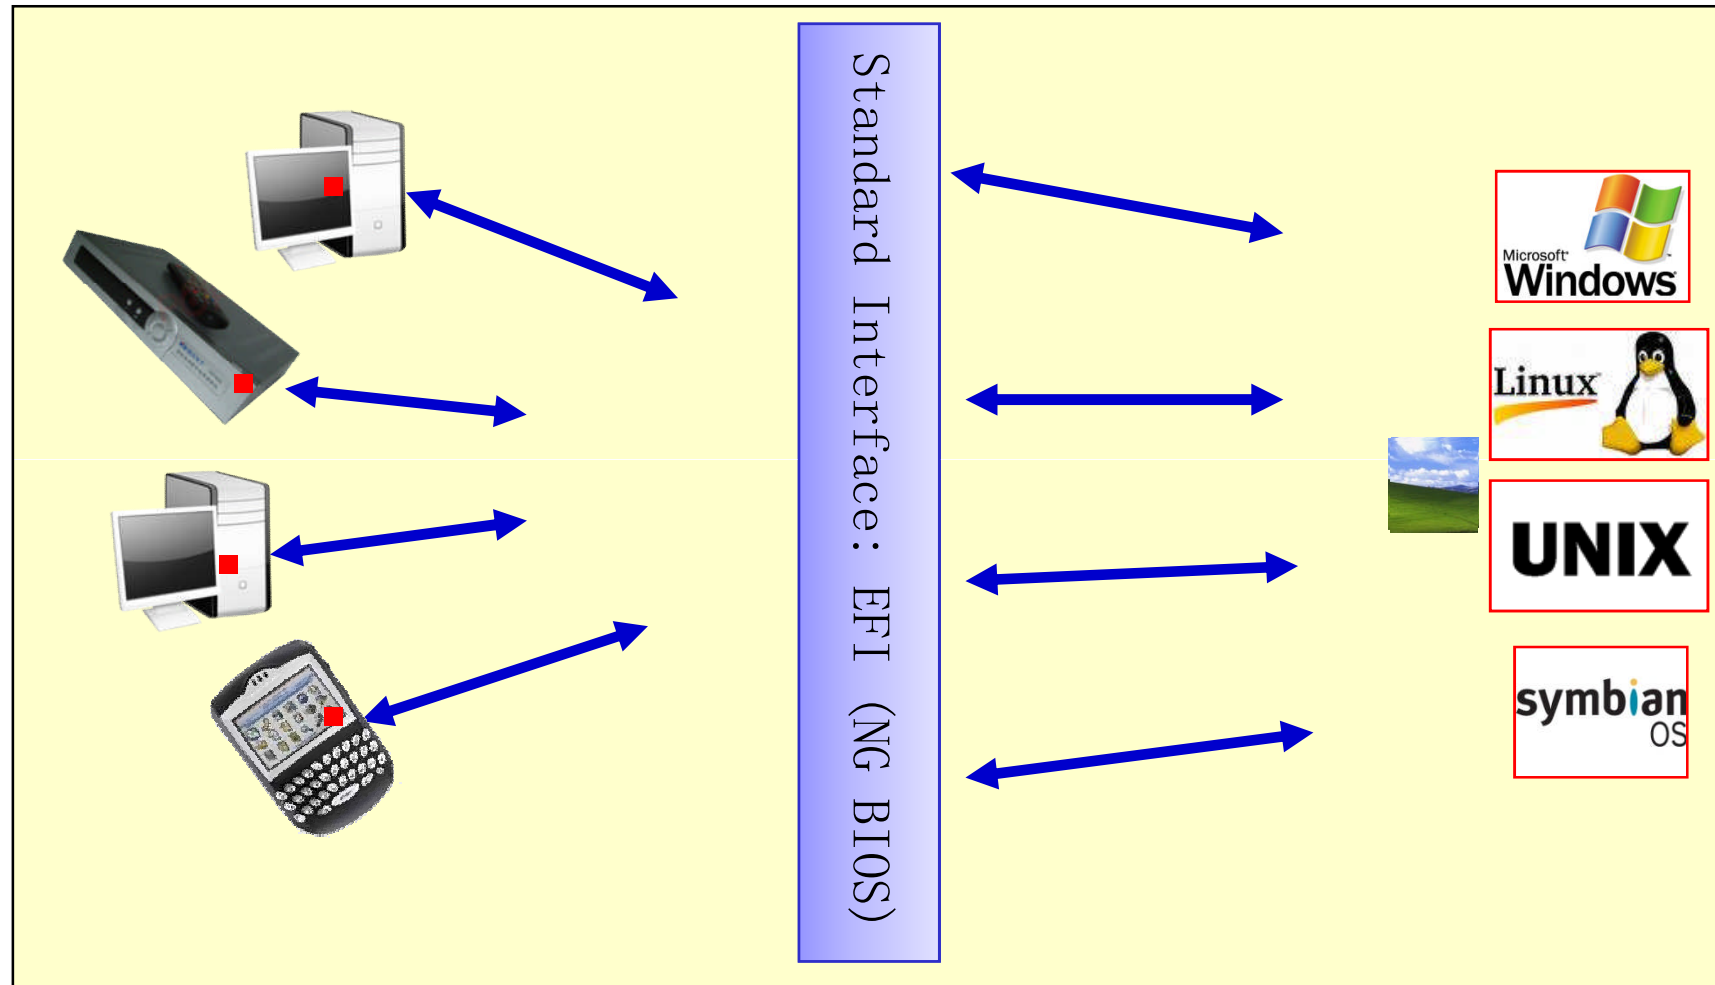 Standard Interface: EFI (NG BIOS)
Microsoft
Windows
Linux
UNIX
symbian
OS